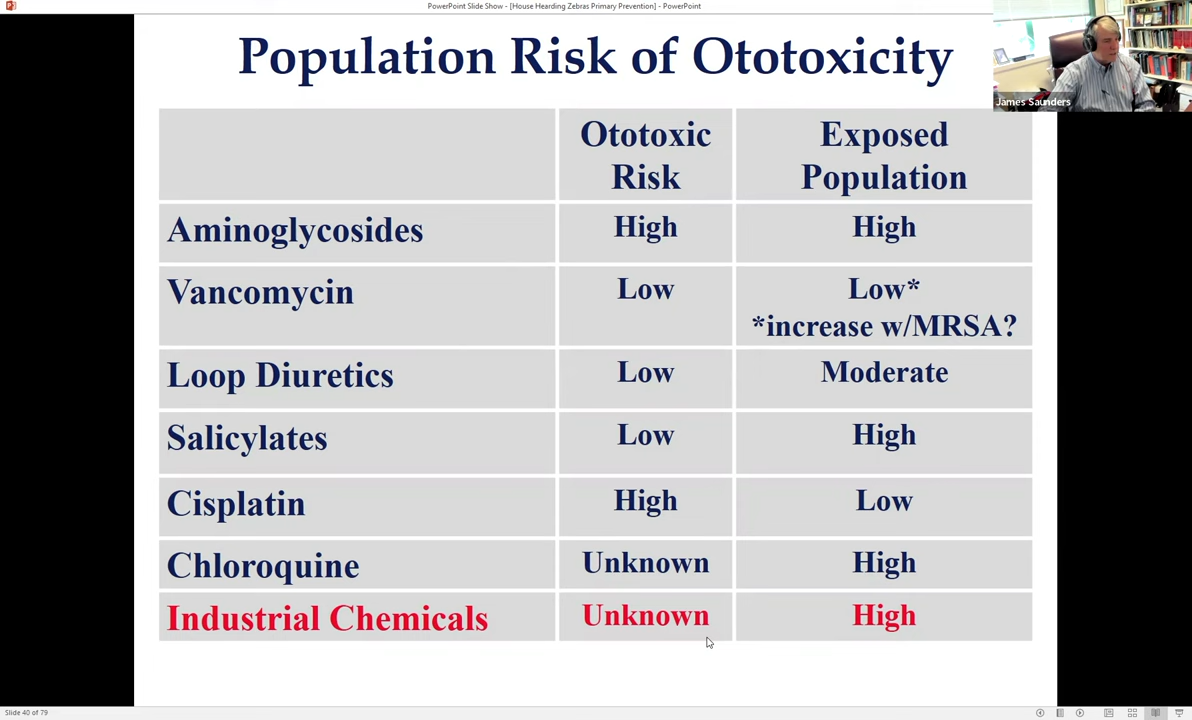 PowerPoint Slide Show - [House Hearding Zebras Primary Prevention] - PowerPoint
Population Risk of Ototoxicity
James Saunders
Ototoxic Risk
Exposed Population
Aminoglycosides High High
Vancomycin Low Low*
*increase w/MRSA?
Loop Diuretics Low Moderate
Salicylates Low High
Cisplatin High Low
Chloroquine Unknown High
Industrial Chemicals Unknown High
Slide 40 of 79